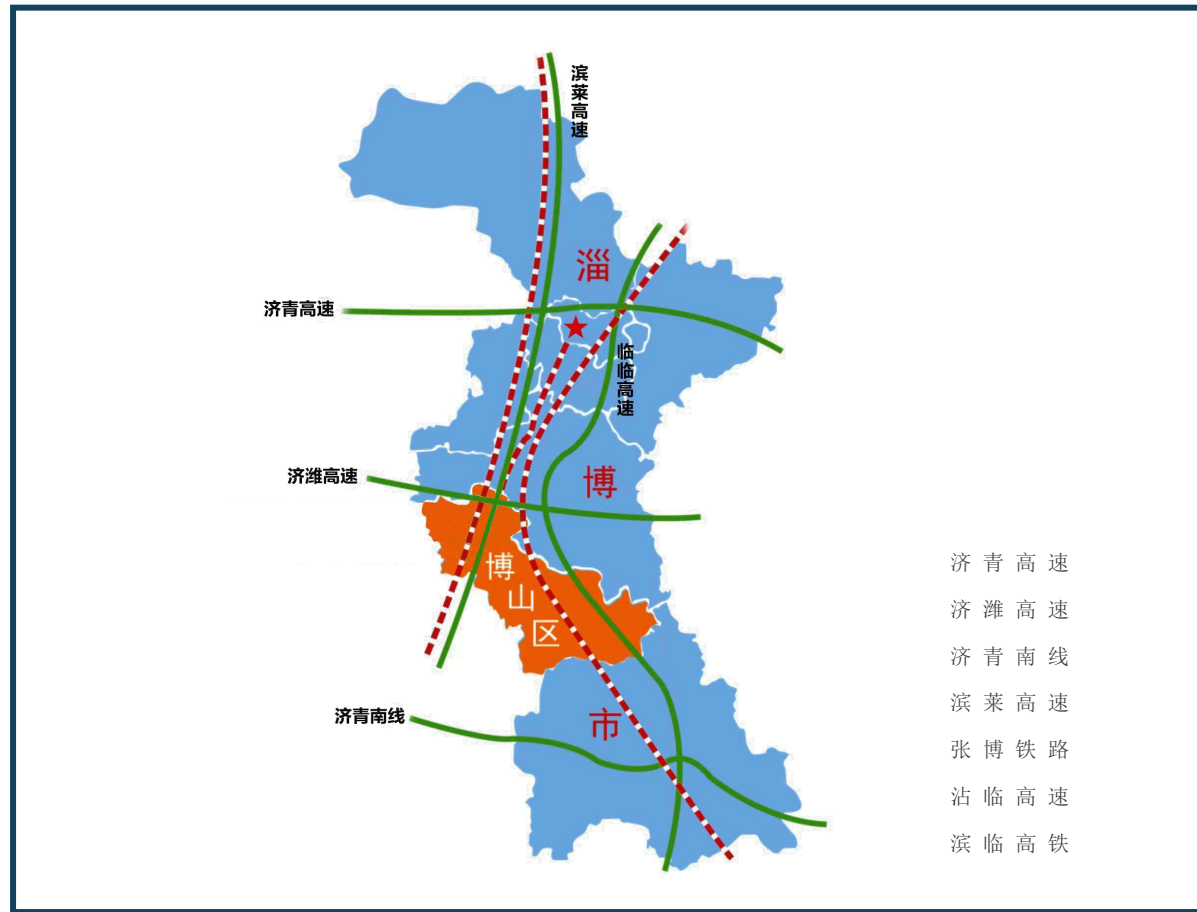 滨莱高速
淄
济青高速
临临高速
济潍高速
博
博山区
济青南线
市
济青高速
济潍高速
济青南线
滨莱高速
张博铁路
沾临高速
滨临高铁